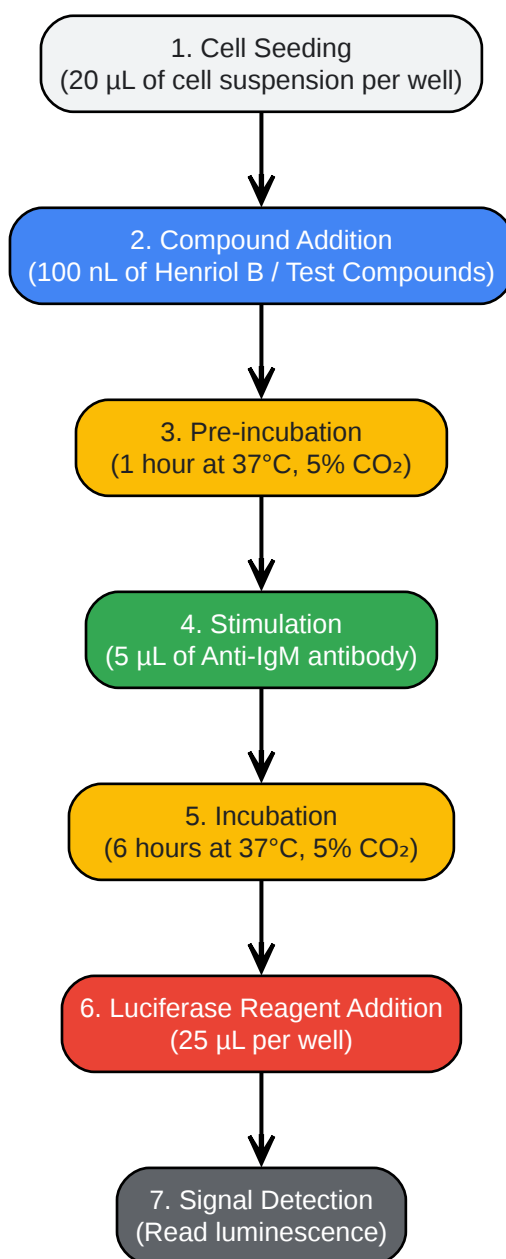 1. Cell Seeding
(20 µL of cell suspension per well)
2. Compound Addition
(100 nL of Henriol B / Test Compounds)
3. Pre-incubation
(1 hour at 37°C, 5% CO₂)
4. Stimulation
(5 µL of Anti-IgM antibody)
5. Incubation
(6 hours at 37°C, 5% CO₂)
6. Luciferase Reagent Addition
(25 µL per well)
7. Signal Detection
(Read luminescence)